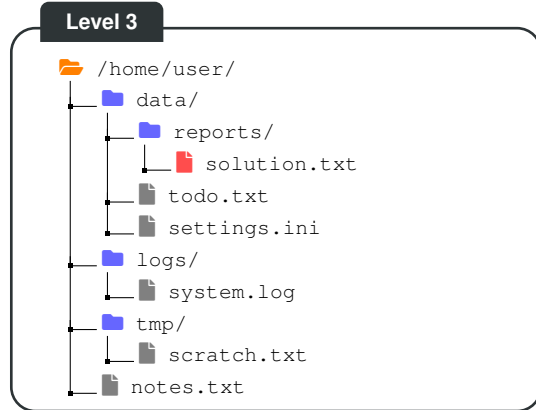 Level 3
/home/user/
data/
reports/
solution.txt
todo.txt
settings.ini
logs/
system.log
tmp/
scratch.txt
notes.txt